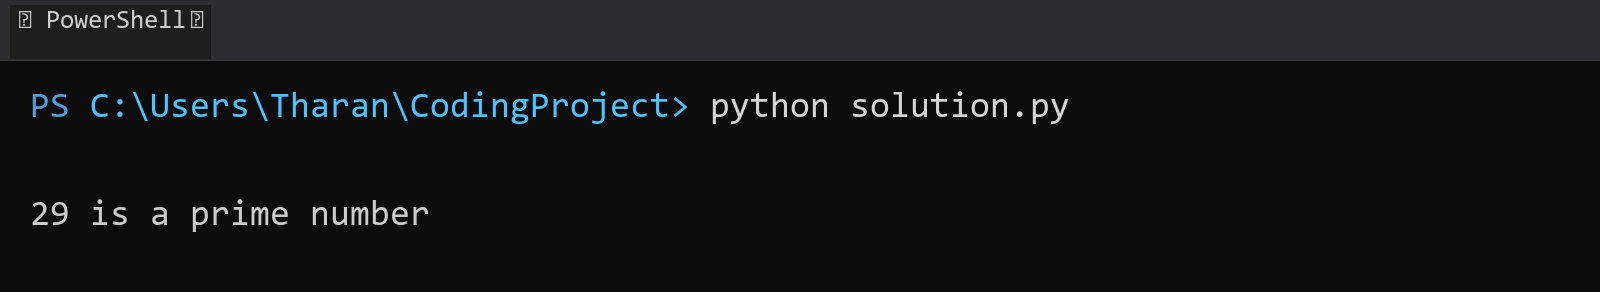 PowerShell
PS C:\Users\Tharan\CodingProject> python solution.py
29 is a prime number